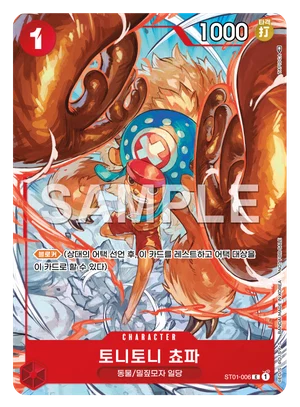 1
1000
타격
打
SAMPLE
블로커 (상대의 어택 선언 후, 이 카드를 레스트하고 어택 대상을
이 카드로 할 수 있다)
CHARACTER
토니토니 쵸파
동물/밀짚모자 일당
ST01-006 C 1